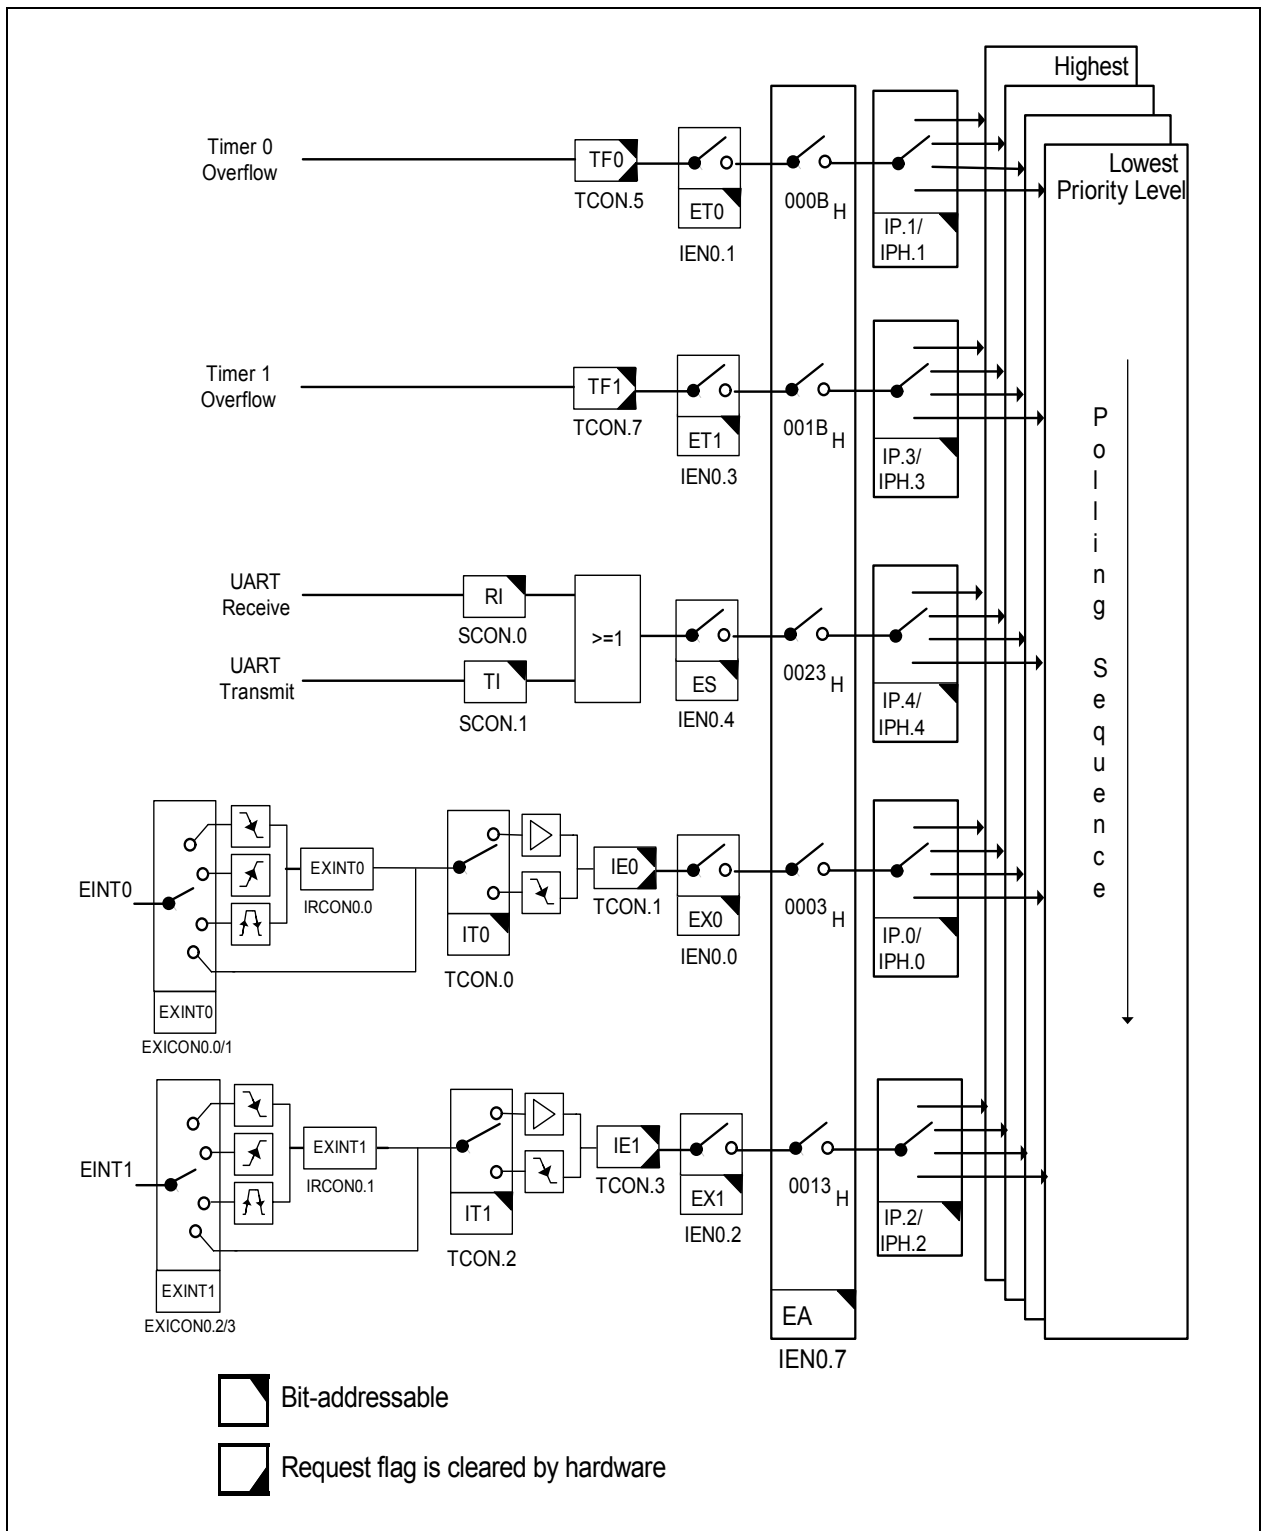 Highest
Lowest
Priority Level
Timer 0
Overflow
TF0
TCON.5
ET0
IEN0.1
000B H
IP.1/
IPH.1
Timer 1
Overflow
TF1
TCON.7
ET1
IEN0.3
001B H
IP.3/
IPH.3
UART
Receive
RI
SCON.0
UART
Transmit
TI
SCON.1
>=1
ES
IEN0.4
0023 H
IP.4/
IPH.4
EINT0
EXINT0
EXICON0.0/1
EXINT0
IRCON0.0
IT0
TCON.0
IE0
TCON.1
EX0
IEN0.0
0003 H
IP.0/
IPH.0
EINT1
EXINT1
EXICON0.2/3
EXINT1
IRCON0.1
IT1
TCON.2
IE1
TCON.3
EX1
IEN0.2
0013 H
IP.2/
IPH.2
EA
IEN0.7
Polling Sequence
Bit-addressable
Request flag is cleared by hardware